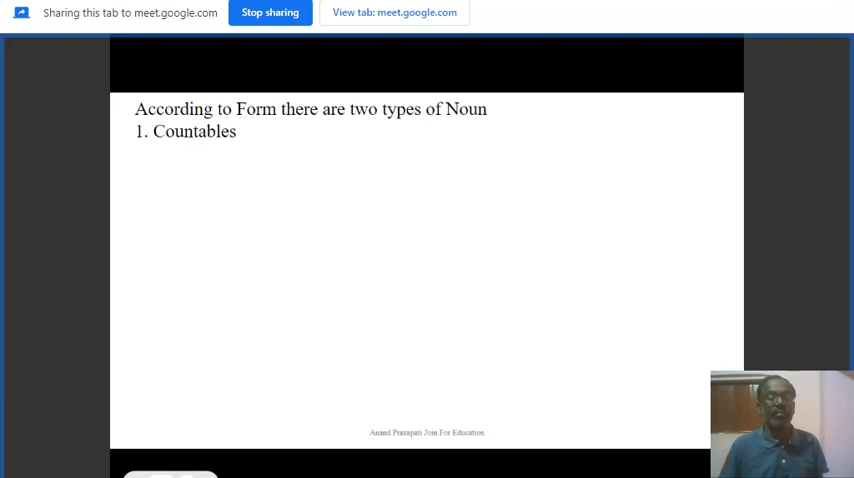 Sharing this tab to meet.google.com Stop sharing View tab: meet.google.com
According to Form there are two types of Noun
1. Countables
Anand Prazapati Join For Education